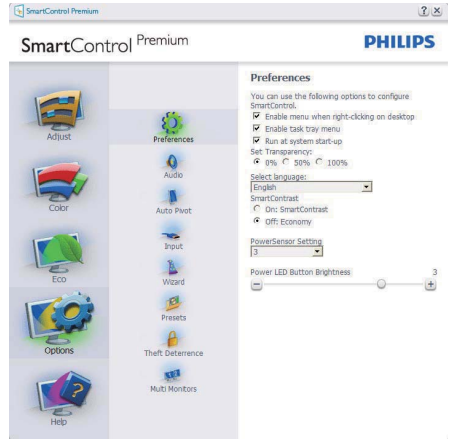 SmartControl Premium
SmartControl Premium
PHILIPS
Adjust
Color
Eco
Options
Help
Preferences
Audio
Auto Pivot
Input
Wizard
Presets
Theft Deterrence
Multi Monitors
Preferences
You can use the following options to configure
SmartControl.
Enable menu when right-clicking on desktop
Enable task tray menu
Run at system start-up
Set Transparency:
0% 50% 100%
Select language:
English
SmartContrast
On: SmartContrast
Off: Economy
PowerSensor Setting
3
Power LED Button Brightness 3